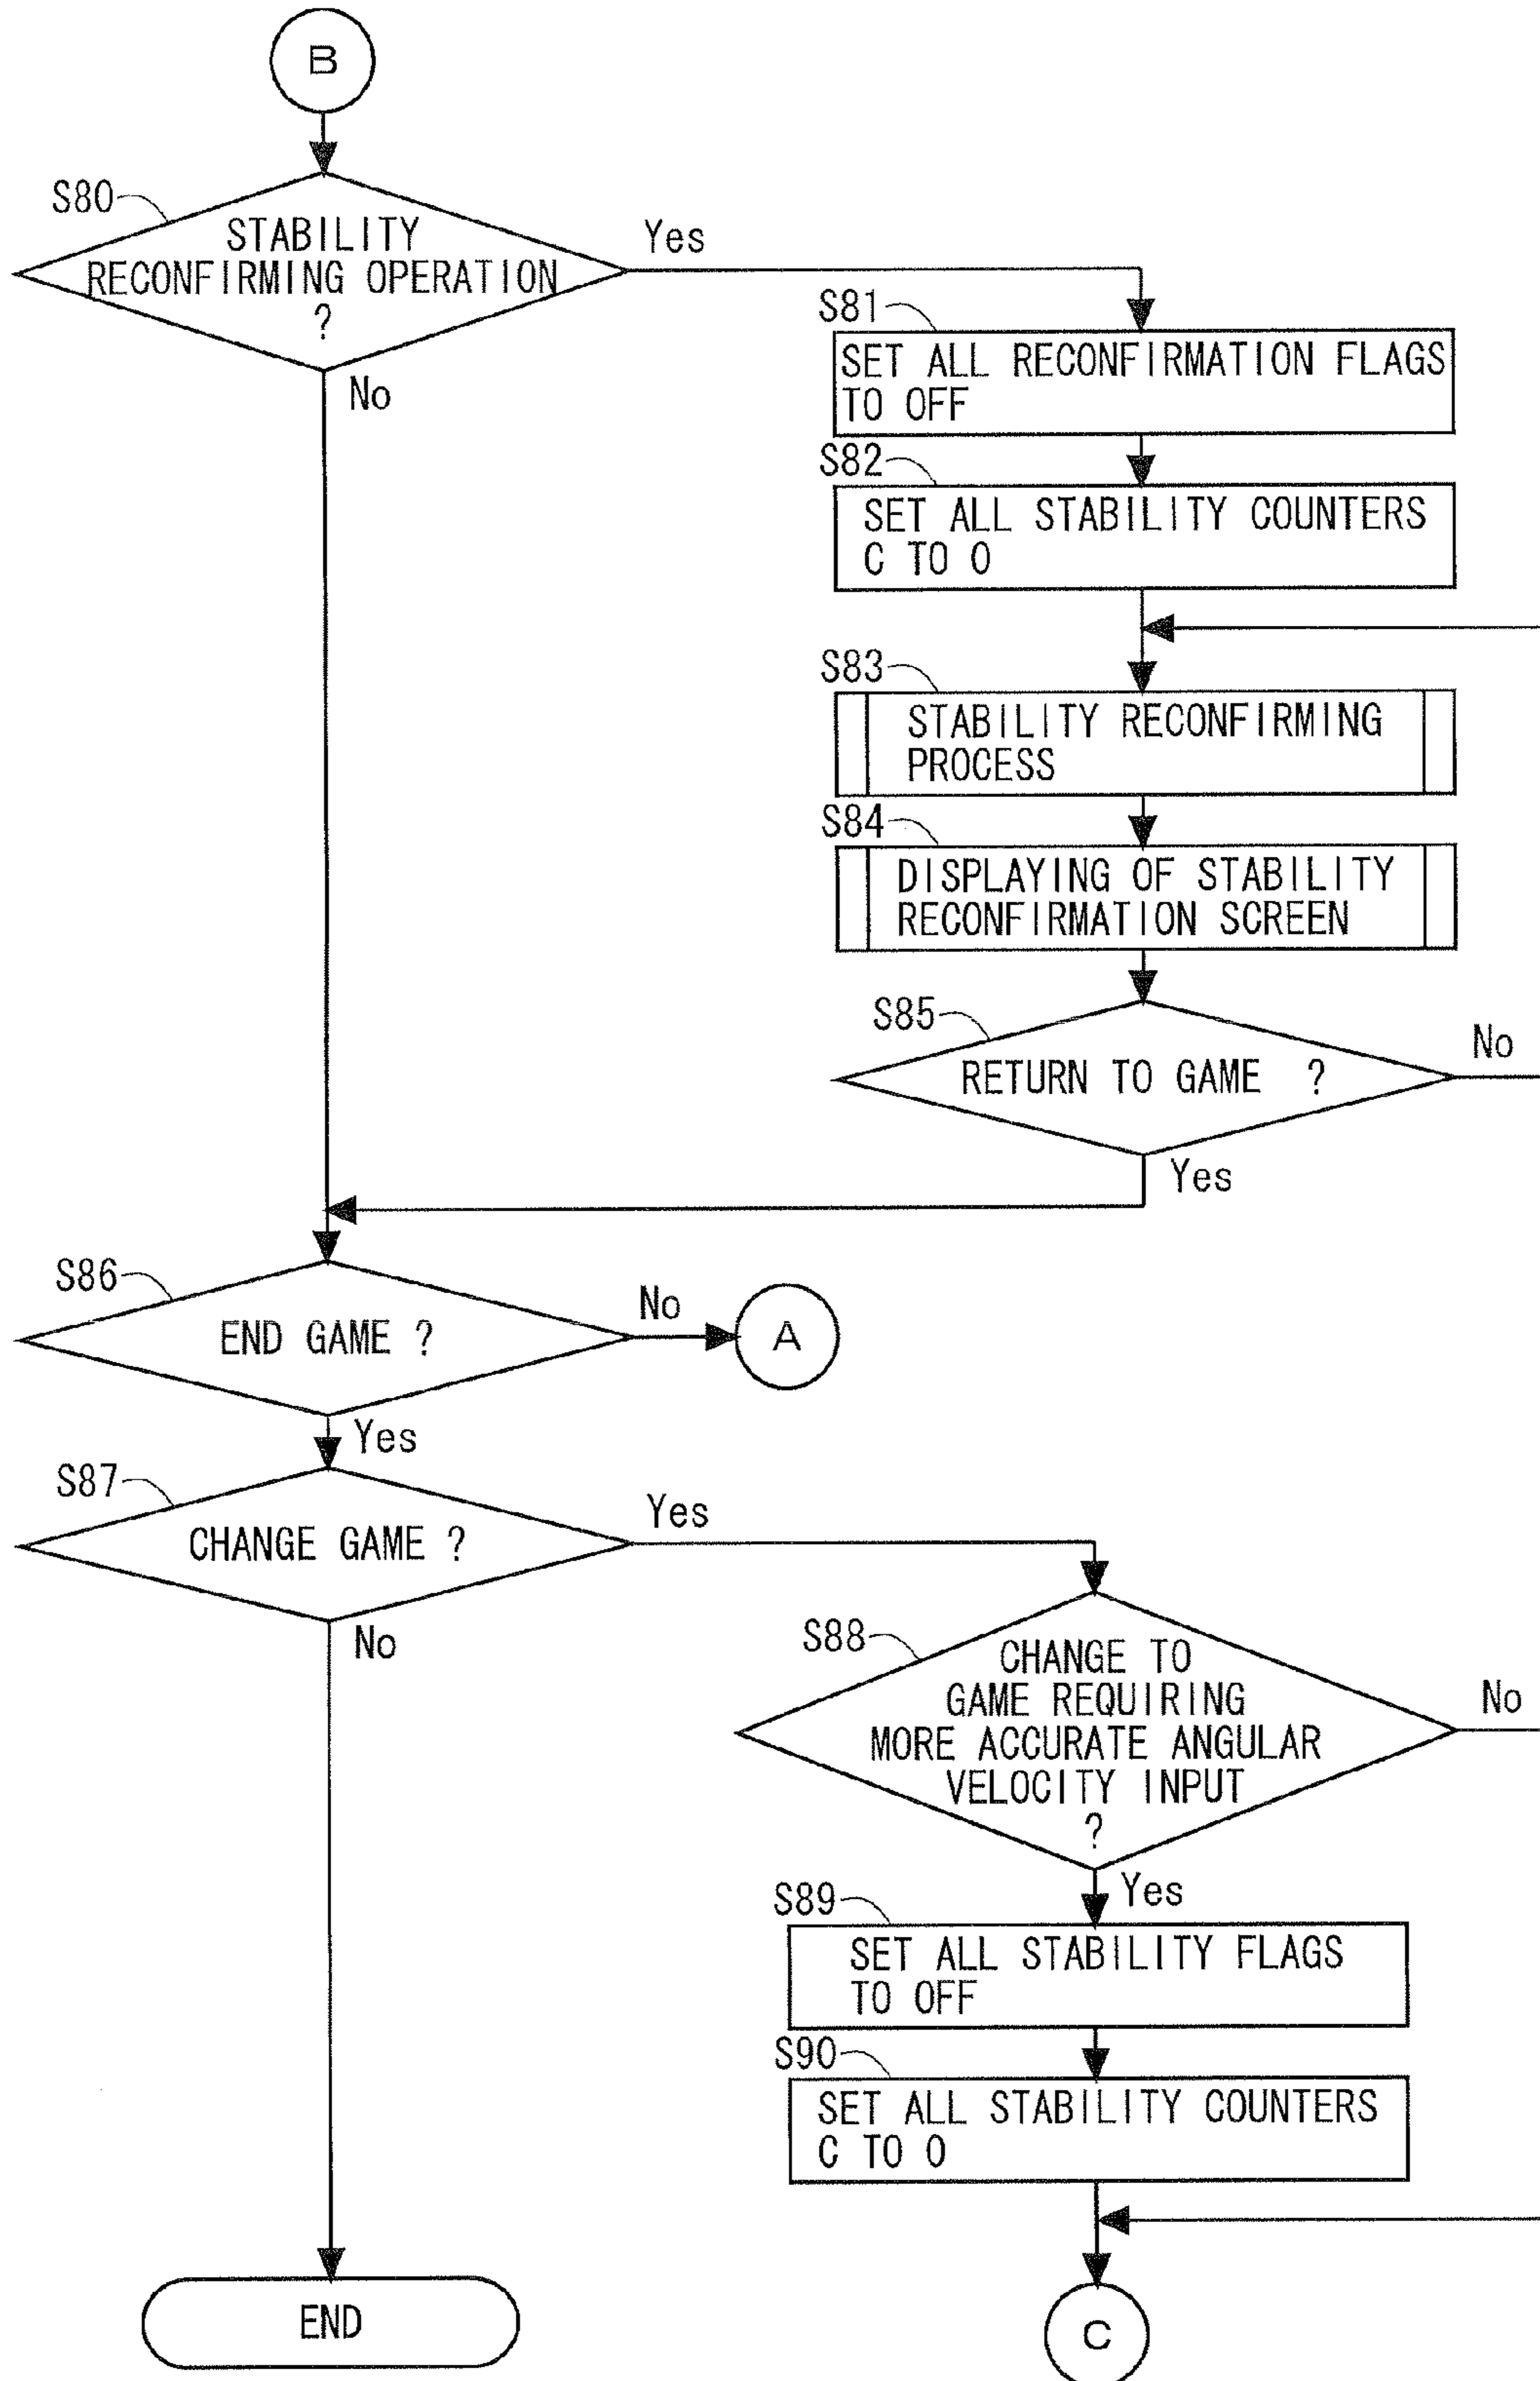 B
S80
STABILITY
RECONFIRMING OPERATION
?
Yes
No
S81
SET ALL RECONFIRMATION FLAGS
TO OFF
S82
SET ALL STABILITY COUNTERS
C TO 0
S83
STABILITY RECONFIRMING
PROCESS
S84
DISPLAYING OF STABILITY
RECONFIRMATION SCREEN
S85
RETURN TO GAME ?
No
Yes
S86
END GAME ?
No
A
Yes
S87
CHANGE GAME ?
Yes
No
S88
CHANGE TO
GAME REQUIRING
MORE ACCURATE ANGULAR
VELOCITY INPUT
?
No
Yes
S89
SET ALL STABILITY FLAGS
TO OFF
S90
SET ALL STABILITY COUNTERS
C TO 0
END
C